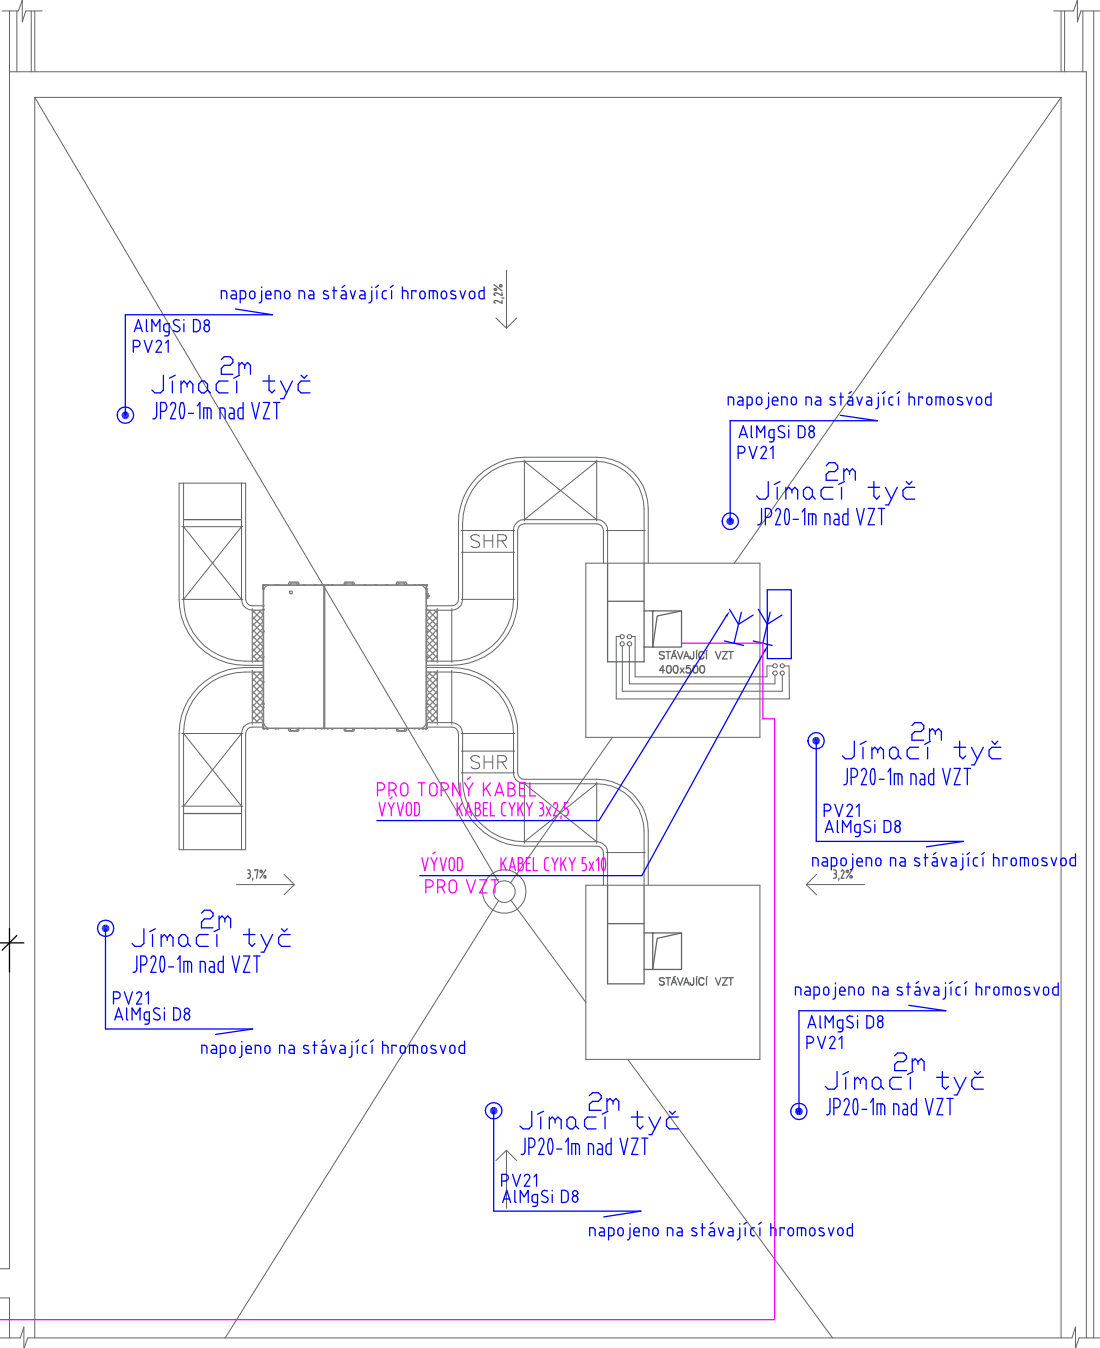 napojeno na stávající hromosvod
2,2%
AlMgSi D8
PV21
2m
Jímací tyč
JP20-1m nad VZT
napojeno na stávající hromosvod
AlMgSi D8
PV21
2m
Jímací tyč
JP20-1m nad VZT
SHR
STÁVAJÍCÍ VZT
400x500
2m
Jímací tyč
JP20-1m nad VZT
PV21
AlMgSi D8
napojeno na stávající hromosvod
SHR
PRO TOPNÝ KABEL
VÝVOD KABEL CYKY 3x2,5
VÝVOD KABEL CYKY 5x10
PRO VZT
3,7%
3,2%
2m
Jímací tyč
JP20-1m nad VZT
PV21
AlMgSi D8
napojeno na stávající hromosvod
STÁVAJÍCÍ VZT
napojeno na stávající hromosvod
AlMgSi D8
PV21
2m
Jímací tyč
JP20-1m nad VZT
2m
Jímací tyč
JP20-1m nad VZT
PV21
AlMgSi D8
napojeno na stávající hromosvod